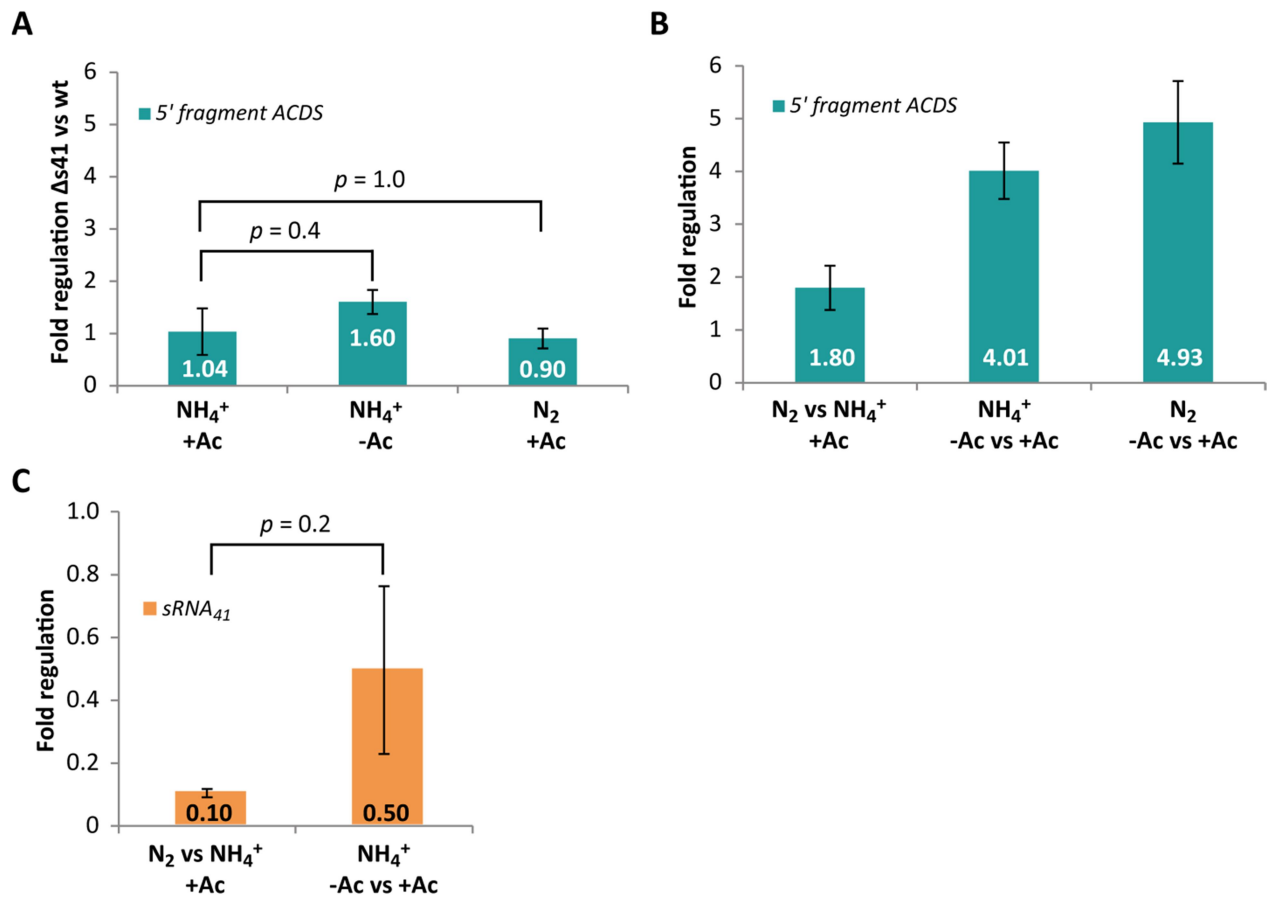 A
Fold regulation Δs41 vs wt
6
5
4
3
2
1
0
5' fragment ACDS
p = 1.0
p = 0.4
1.04
1.60
0.90
NH₄⁺
+Ac
NH₄⁺
-Ac
N₂
+Ac
B
Fold regulation
6
5
4
3
2
1
0
5' fragment ACDS
1.80
4.01
4.93
N₂ vs NH₄⁺
+Ac
NH₄⁺
-Ac vs +Ac
N₂
-Ac vs +Ac
C
Fold regulation
1.0
0.8
0.6
0.4
0.2
0
p = 0.2
sRNA₄₁
0.10
0.50
N₂ vs NH₄⁺
+Ac
NH₄⁺
-Ac vs +Ac